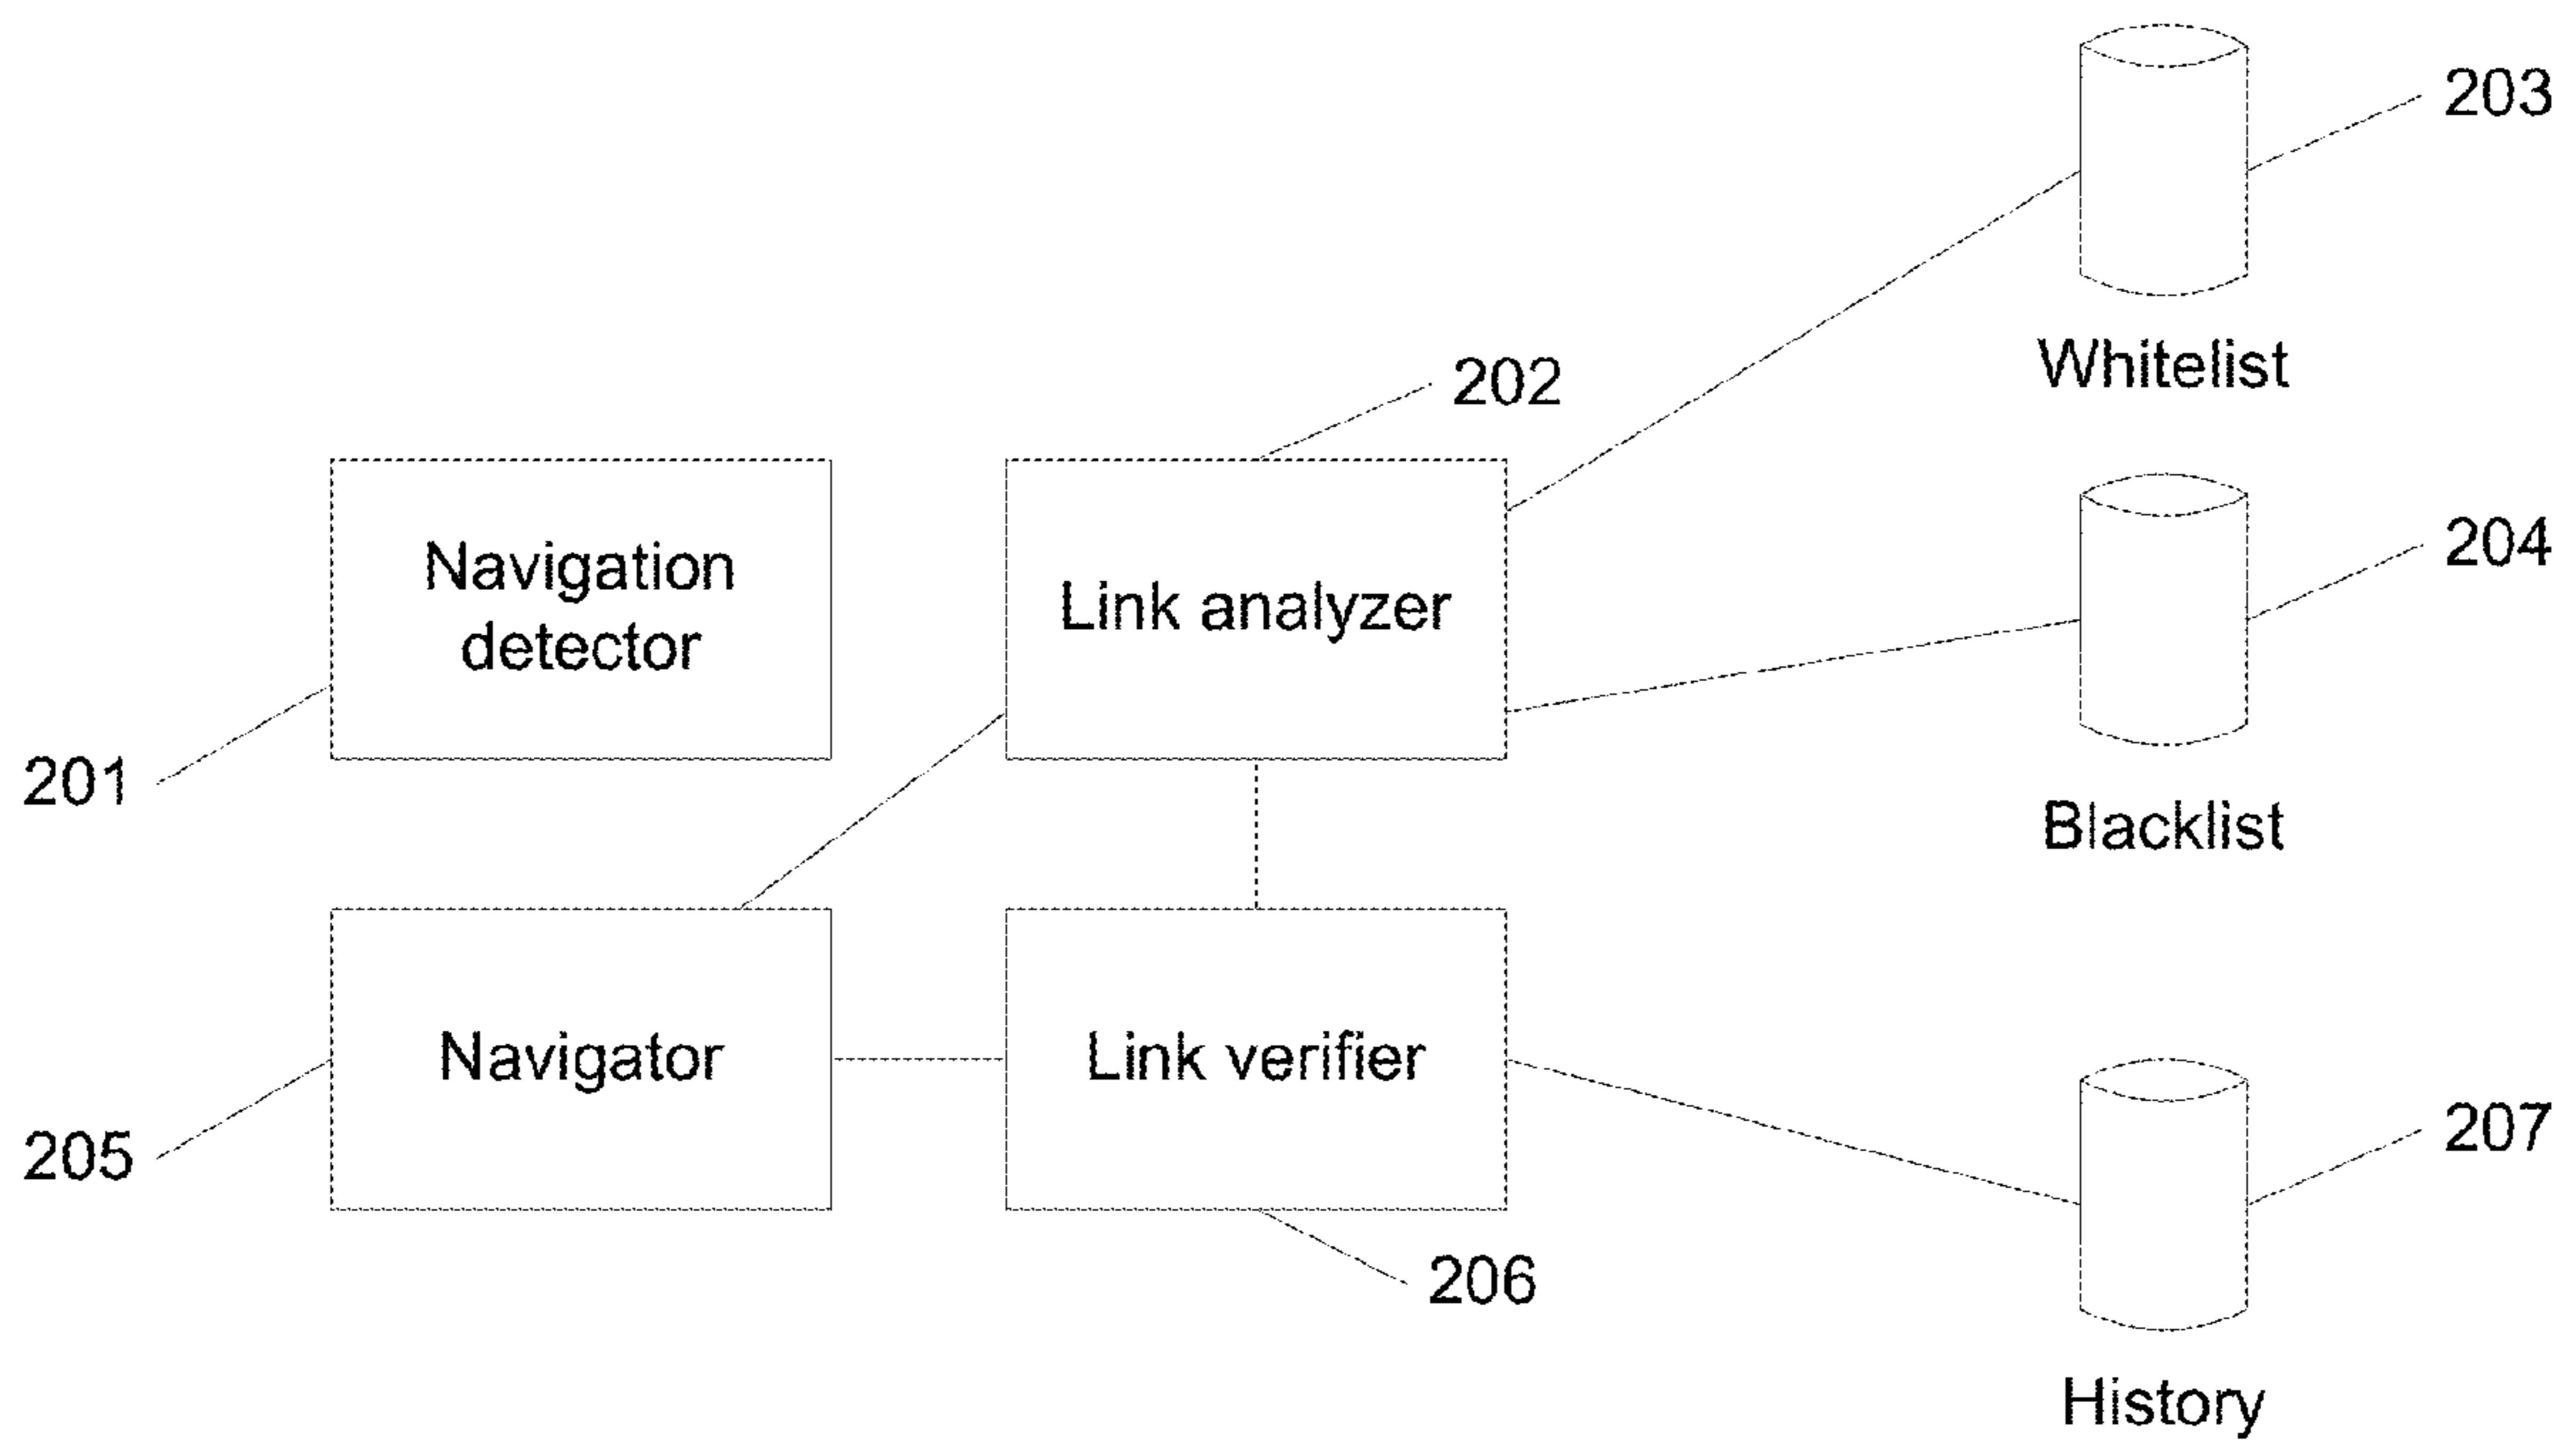 203
Whitelist
202
Navigation
detector
Link analyzer
204
201
Blacklist
Navigator
Link verifier
205
207
206
History